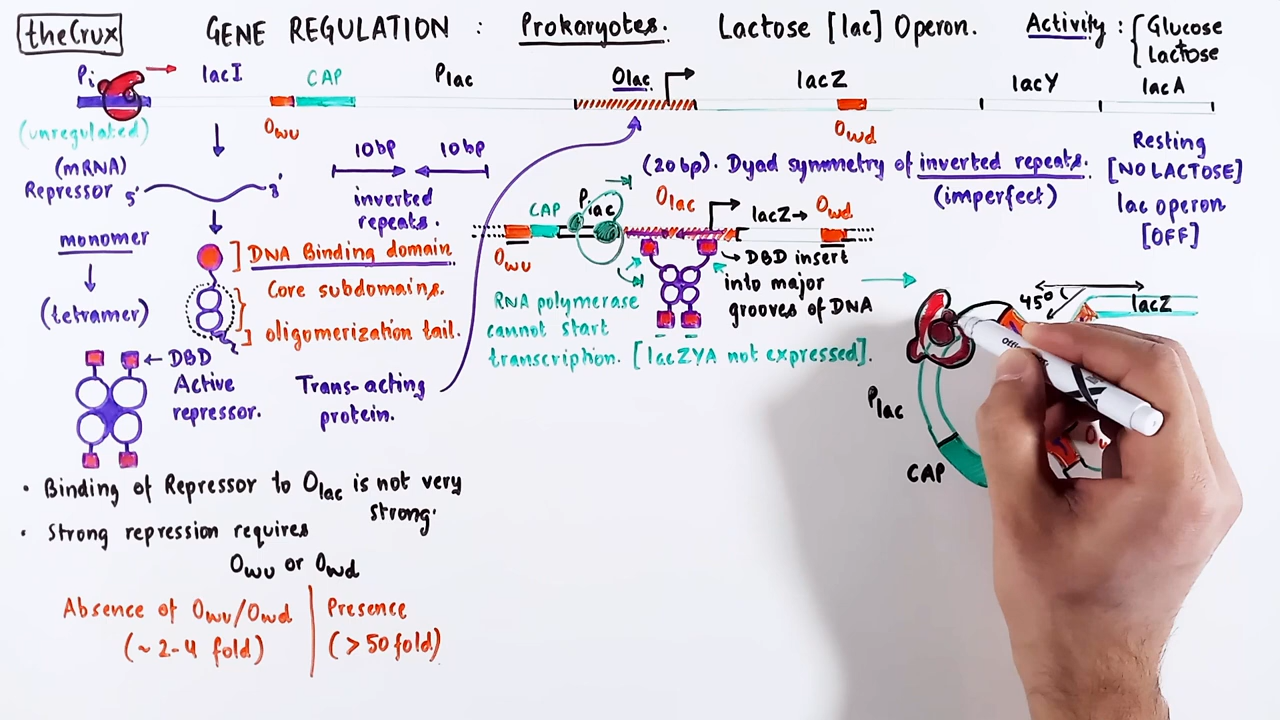 theCrux
GENE REGULATION : Prokaryotes. Lactose [lac] Operon.
Activity : { Glucose
Lactose +
Pi lacI CAP Plac Olac lacZ lacY lacA
Owu Owd
(unregulated)
(mRNA)
Repressor 5' 3'
10bp 10bp
inverted
repeats.
(20bp). Dyad symmetry of inverted repeats.
(imperfect)
Resting
[NO LACTOSE]
lac operon
[OFF]
monomer
(tetramer)
DNA Binding domain
Core subdomains.
oligomerization tail.
DBD
Active
repressor.
Trans-acting
protein.
CAP Plac Olac lacZ→ Owd
Owu
DBD insert
into major
grooves of DNA
RNA polymerase
cannot start
transcription. [lacZYA not expressed].
45° lacZ
Plac
CAP
• Binding of Repressor to Olac is not very
strong.
• Strong repression requires
Owu or Owd
Absence of Owu/Owd
(~2-4 fold)
Presence
(>50 fold)